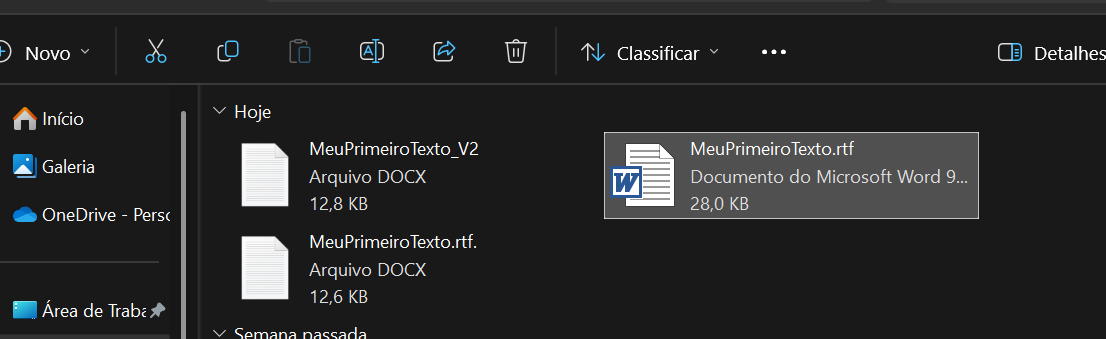 Novo
Classificar
Detalhes
Início
Galeria
OneDrive - Perso
Área de Traba
Hoje
MeuPrimeiroTexto_V2
Arquivo DOCX
12,8 KB
MeuPrimeiroTexto.rtf
Documento do Microsoft Word 9...
28,0 KB
MeuPrimeiroTexto.rtf.
Arquivo DOCX
12,6 KB
Semana passada